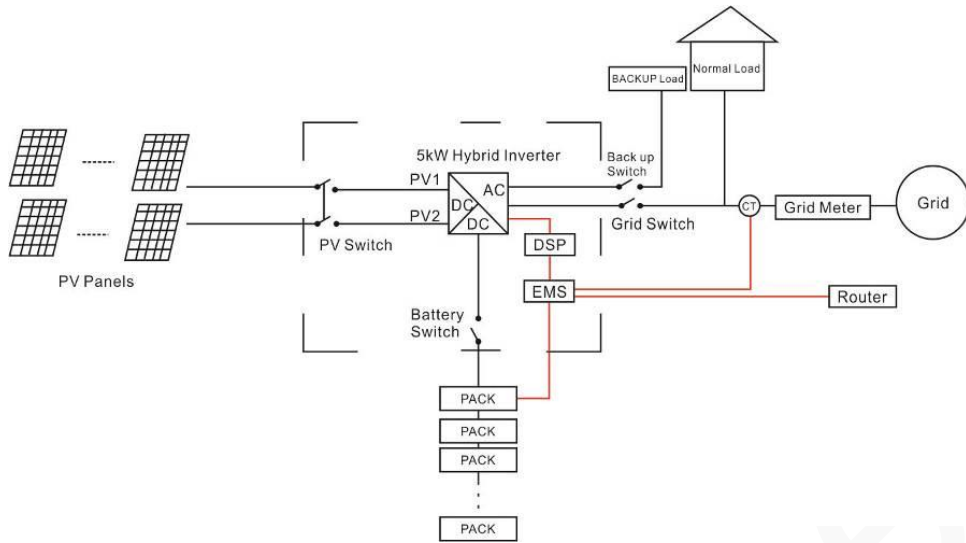 Normal Load
BACKUP Load
5kW Hybrid Inverter
Back up
Switch
PV1
AC
DC
PV2
DC
CT
Grid Meter
Grid
PV Switch
Grid Switch
DSP
PV Panels
EMS
Router
Battery
Switch
PACK
PACK
PACK
PACK